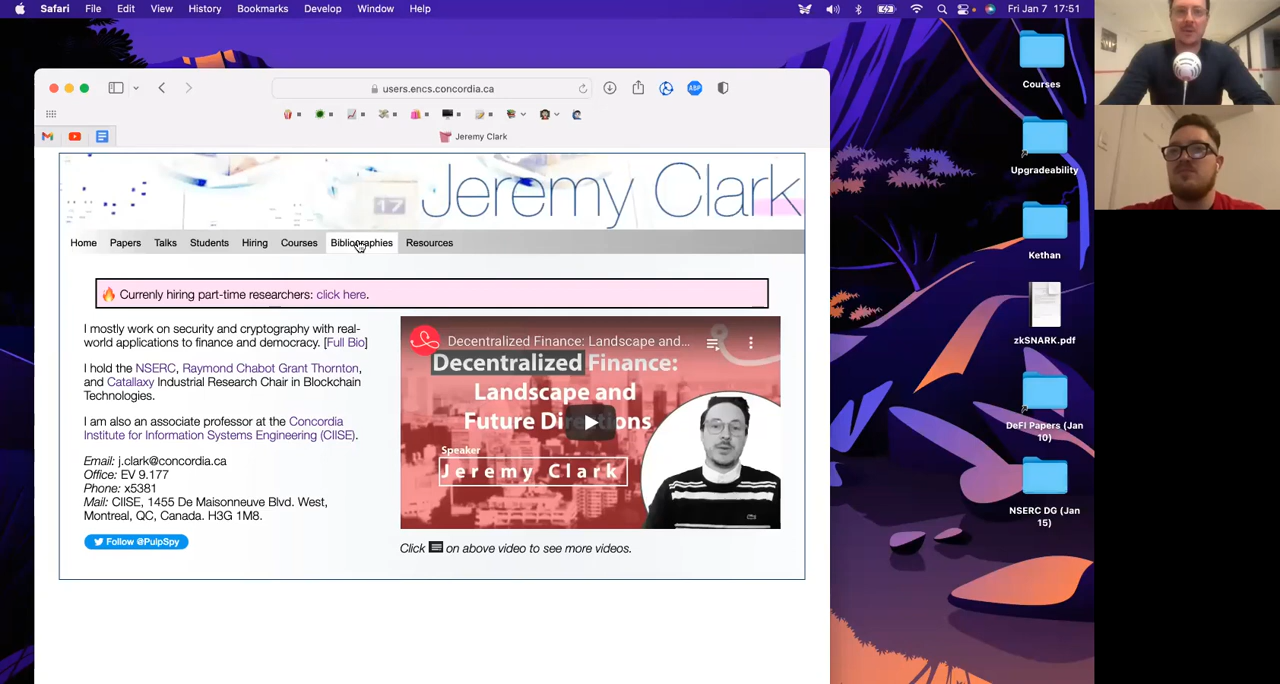 Safari File Edit View History Bookmarks Develop Window Help
Fri Jan 7 17:51
users.encs.concordia.ca
ABP
Jeremy Clark
17
Jeremy Clark
Home Papers Talks Students Hiring Courses Bibliographies Resources
Currently hiring part-time researchers: click here.
I mostly work on security and cryptography with real-
world applications to finance and democracy. [Full Bio]
I hold the NSERC, Raymond Chabot Grant Thornton,
and Catallaxy Industrial Research Chair in Blockchain
Technologies.
I am also an associate professor at the Concordia
Institute for Information Systems Engineering (CIISE).
Email: j.clark@concordia.ca
Office: EV 9.177
Phone: x5381
Mail: CIISE, 1455 De Maisonneuve Blvd. West,
Montreal, QC, Canada. H3G 1M8.
Follow @PulpSpy
Decentralized Finance: Landscape and...
Decentralized Finance:
Landscape and
Future Directions
Speaker
Jeremy Clark
Click on above video to see more videos.
Courses
Upgradeability
Kethan
zkSNARK.pdf
DeFI Papers (Jan
10)
NSERC DG (Jan
15)